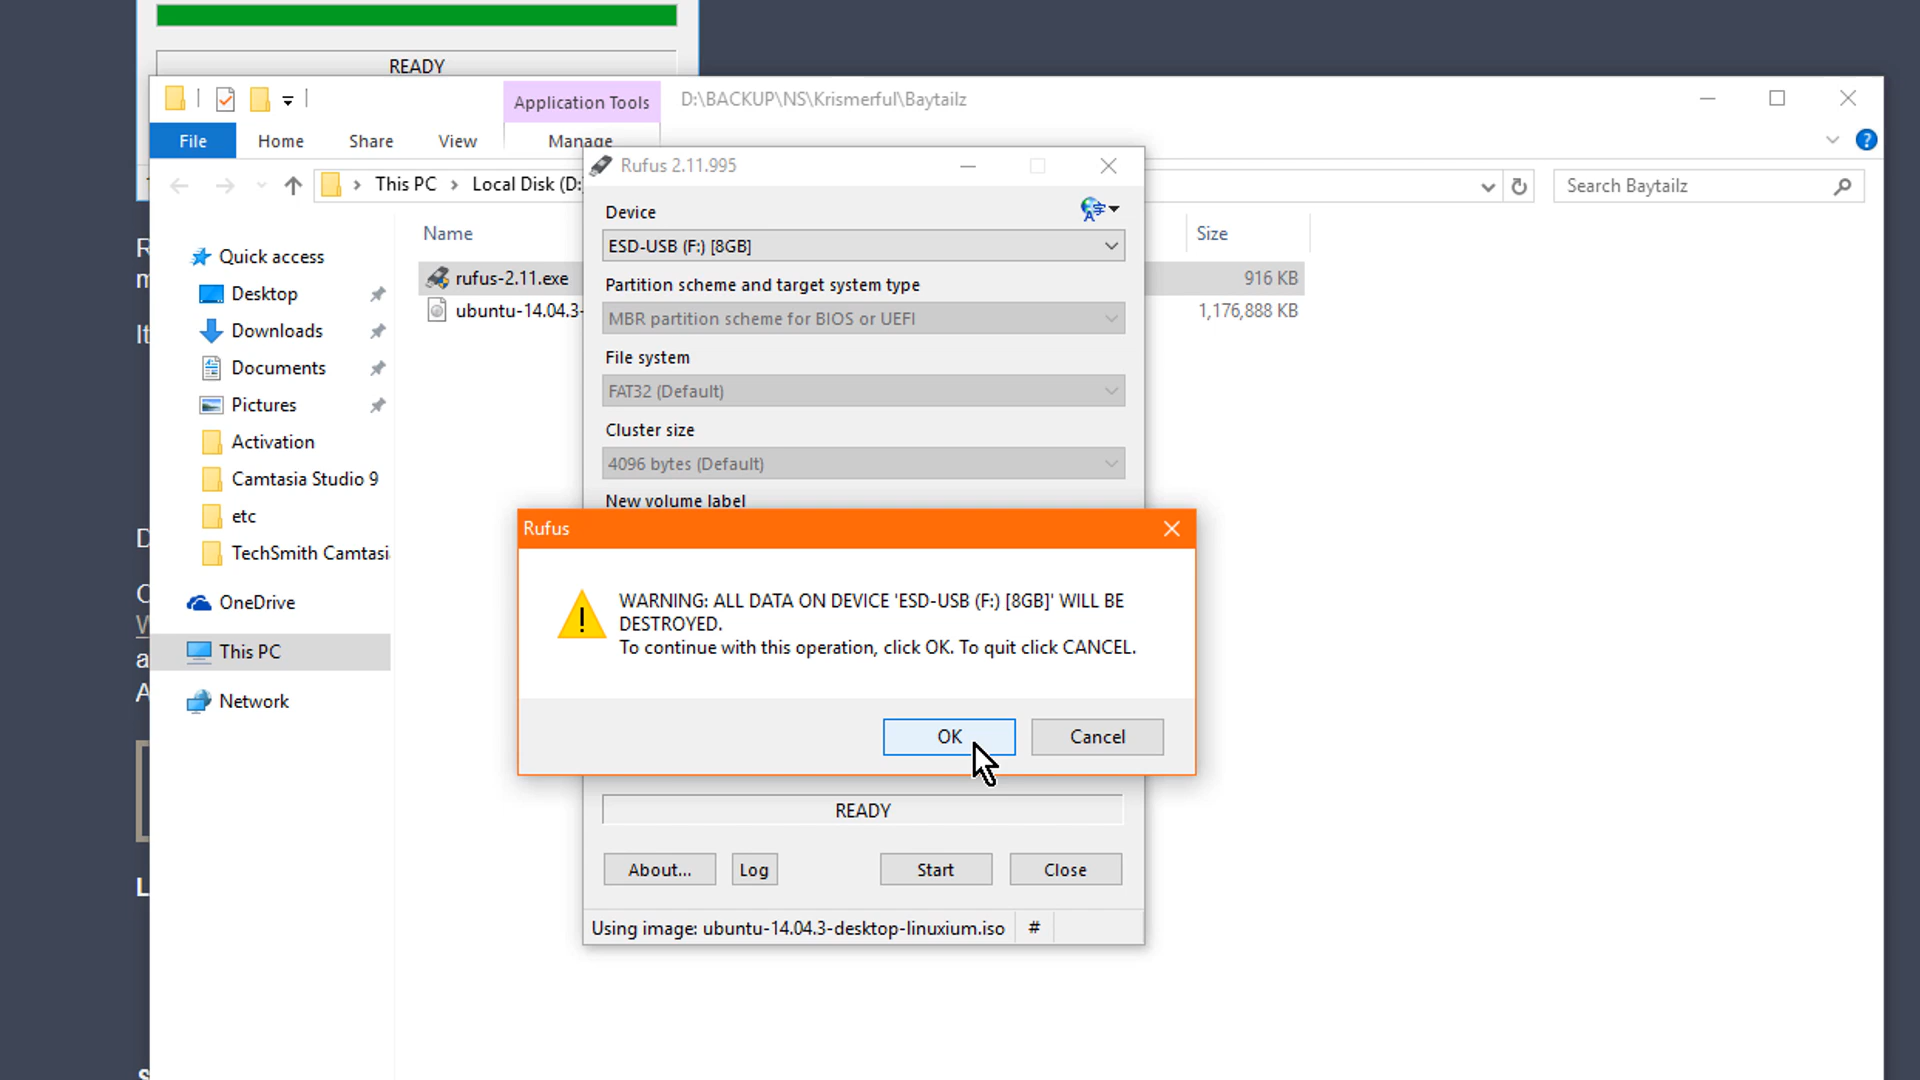 READY
Application Tools
D:\BACKUP\NS\Krismerful\Baytailz
File
Home
Share
View
Manage
This PC
Local Disk (D:
Search Baytailz
Name
Size
Quick access
Desktop
Downloads
Documents
Pictures
Activation
Camtasia Studio 9
etc
TechSmith Camtasi
OneDrive
This PC
Network
rufus-2.11.exe
916 KB
ubuntu-14.04.3-
1,176,888 KB
Rufus 2.11.995
Device
ESD-USB (F:) [8GB]
Partition scheme and target system type
MBR partition scheme for BIOS or UEFI
File system
FAT32 (Default)
Cluster size
4096 bytes (Default)
New volume label
Rufus
WARNING: ALL DATA ON DEVICE 'ESD-USB (F:) [8GB]' WILL BE
DESTROYED.
To continue with this operation, click OK. To quit click CANCEL.
OK
Cancel
READY
About...
Log
Start
Close
Using image: ubuntu-14.04.3-desktop-linuxium.iso
#